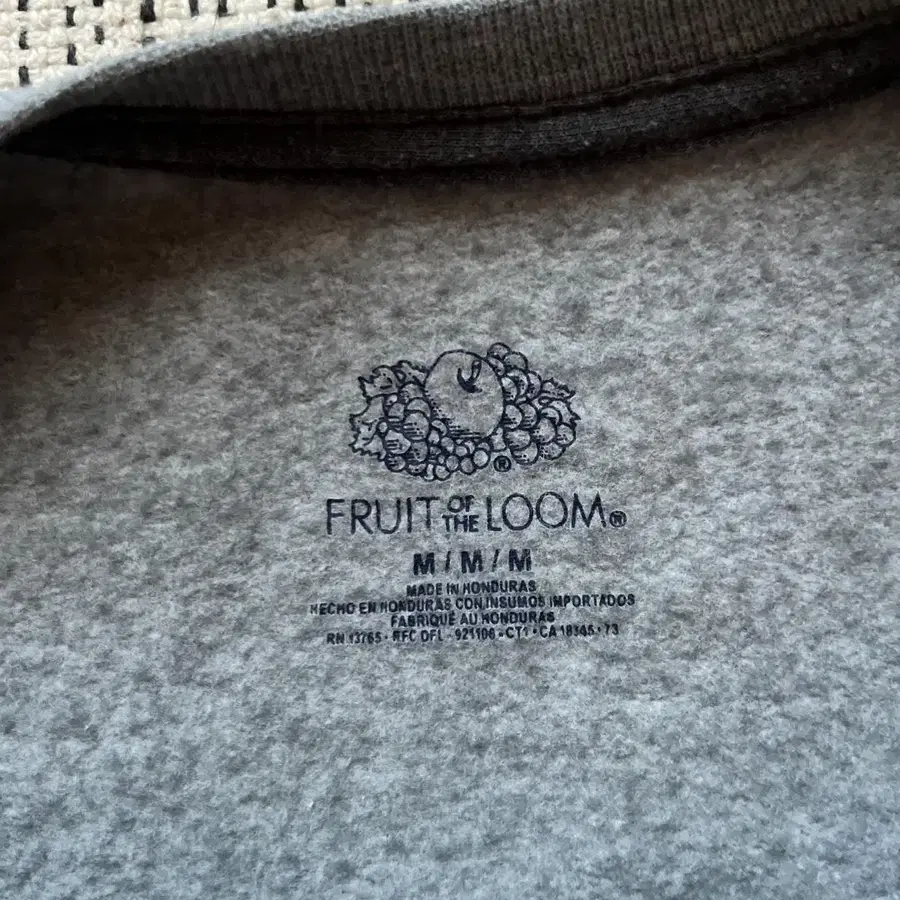 ®
FRUIT OF THE LOOM®
M / M / M
MADE IN HONDURAS
HECHO EN HONDURAS CON INSUMOS IMPORTADOS
FABRIQUÉ AU HONDURAS
RN 13765 · RFC DFL - 921106 - CT1 · CA 18345 · 73